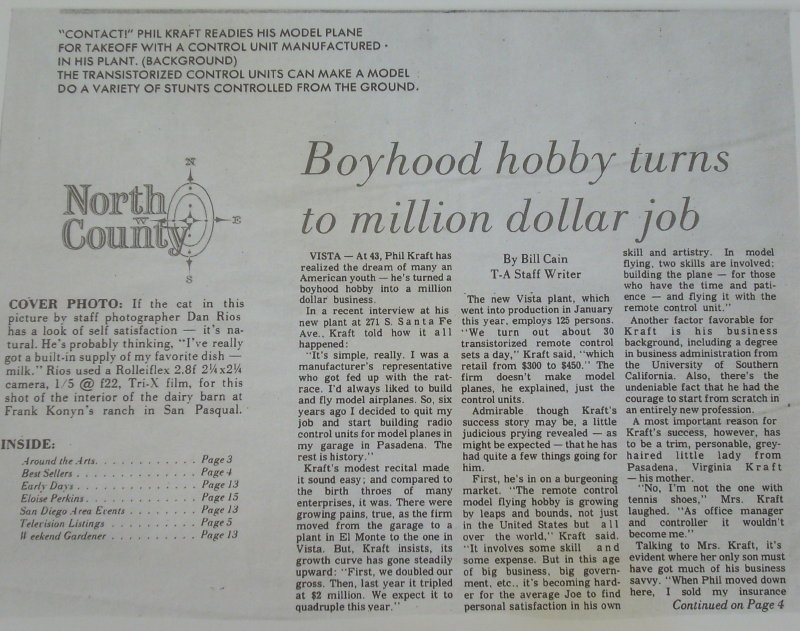 "CONTACT!" PHIL KRAFT READIES HIS MODEL PLANE
FOR TAKEOFF WITH A CONTROL UNIT MANUFACTURED
IN HIS PLANT. (BACKGROUND)
THE TRANSISTORIZED CONTROL UNITS CAN MAKE A MODEL
DO A VARIETY OF STUNTS CONTROLLED FROM THE GROUND.
North
County
N
W
E
S
COVER PHOTO: If the cat in this
picture by staff photographer Dan Rios
has a look of self satisfaction — it's na-
tural. He's probably thinking, "I've really
got a built-in supply of my favorite dish —
milk." Rios used a Rolleiflex 2.8f 2¼x2¼
camera, 1/5 @ f22, Tri-X film, for this
shot of the interior of the dairy barn at
Frank Konyn's ranch in San Pasqual.
INSIDE:
Around the Arts. . . . . . . . . . . Page 3
Best Sellers . . . . . . . . . . . . . Page 4
Early Days . . . . . . . . . . . . . Page 13
Eloise Perkins. . . . . . . . . . . . Page 15
San Diego Area Events . . . . . . . Page 13
Television Listings . . . . . . . . . Page 5
Weekend Gardener . . . . . . . . . Page 13
Boyhood hobby turns
to million dollar job
VISTA — At 43, Phil Kraft has
realized the dream of many an
American youth — he's turned a
boyhood hobby into a million
dollar business.
In a recent interview at his
new plant at 271 S. Santa Fe
Ave., Kraft told how it all
happened:
"It's simple, really. I was a
manufacturer's representative
who got fed up with the rat-
race. I'd always liked to build
and fly model airplanes. So, six
years ago I decided to quit my
job and start building radio
control units for model planes in
my garage in Pasadena. The
rest is history."
Kraft's modest recital made
it sound easy; and compared to
the birth throes of many
enterprises, it was. There were
growing pains, true, as the firm
moved from the garage to a
plant in El Monte to the one in
Vista. But, Kraft insists, its
growth curve has gone steadily
upward: "First, we doubled our
gross. Then, last year it tripled
at $2 million. We expect it to
quadruple this year."
By Bill Cain
T-A Staff Writer
The new Vista plant, which
went into production in January
this year, employs 125 persons.
"We turn out about 30
transistorized remote control
sets a day," Kraft said, "which
retail from $300 to $450." The
firm doesn't make model
planes, he explained, just the
control units.
Admirable though Kraft's
success story may be, a little
judicious prying revealed — as
might be expected — that he has
had quite a few things going for
him.
First, he's in a burgeoning
market. "The remote control
model flying hobby is growing
by leaps and bounds, not just
in the United States but all
over the world," Kraft said.
"It involves some skill and
some expense. But in this age
of big business, big govern-
ment, etc., it's becoming hard-
er for the average Joe to find
personal satisfaction in his own
skill and artistry. In model
flying, two skills are involved:
building the plane — for those
who have the time and pati-
ence — and flying it with the
remote control unit."
Another factor favorable for
Kraft is his business
background, including a degree
in business administration from
the University of Southern
California. Also, there's the
undeniable fact that he had the
courage to start from scratch in
an entirely new profession.
A most important reason for
Kraft's success, however, has
to be a trim, personable, grey-
haired little lady from
Pasadena, Virginia Kraft
— his mother.
"No, I'm not the one with
tennis shoes," Mrs. Kraft
laughed. "As office manager
and controller it wouldn't
become me."
Talking to Mrs. Kraft, it's
evident where her only son must
have got much of his business
savvy. "When Phil moved down
here, I sold my insurance
Continued on Page 4